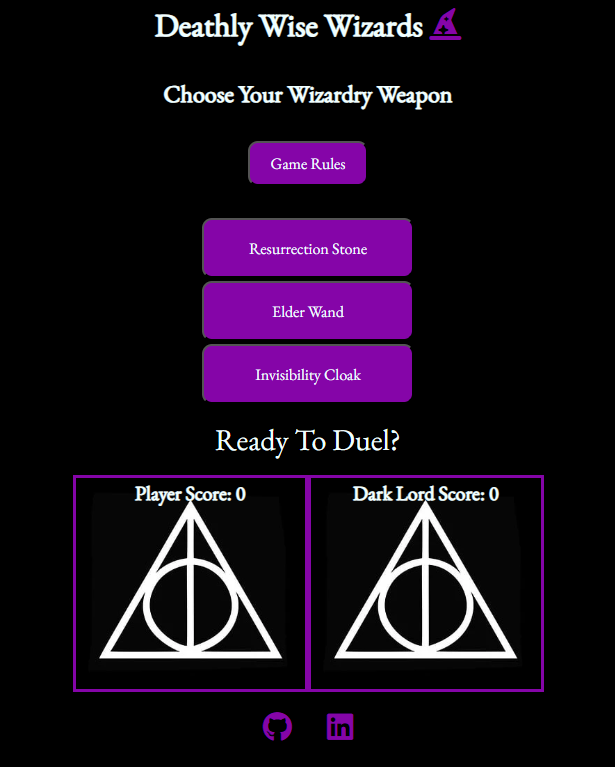 Deathly Wise Wizards
Choose Your Wizardry Weapon
Game Rules
Resurrection Stone
Elder Wand
Invisibility Cloak
Ready To Duel?
Player Score: 0
Dark Lord Score: 0
in